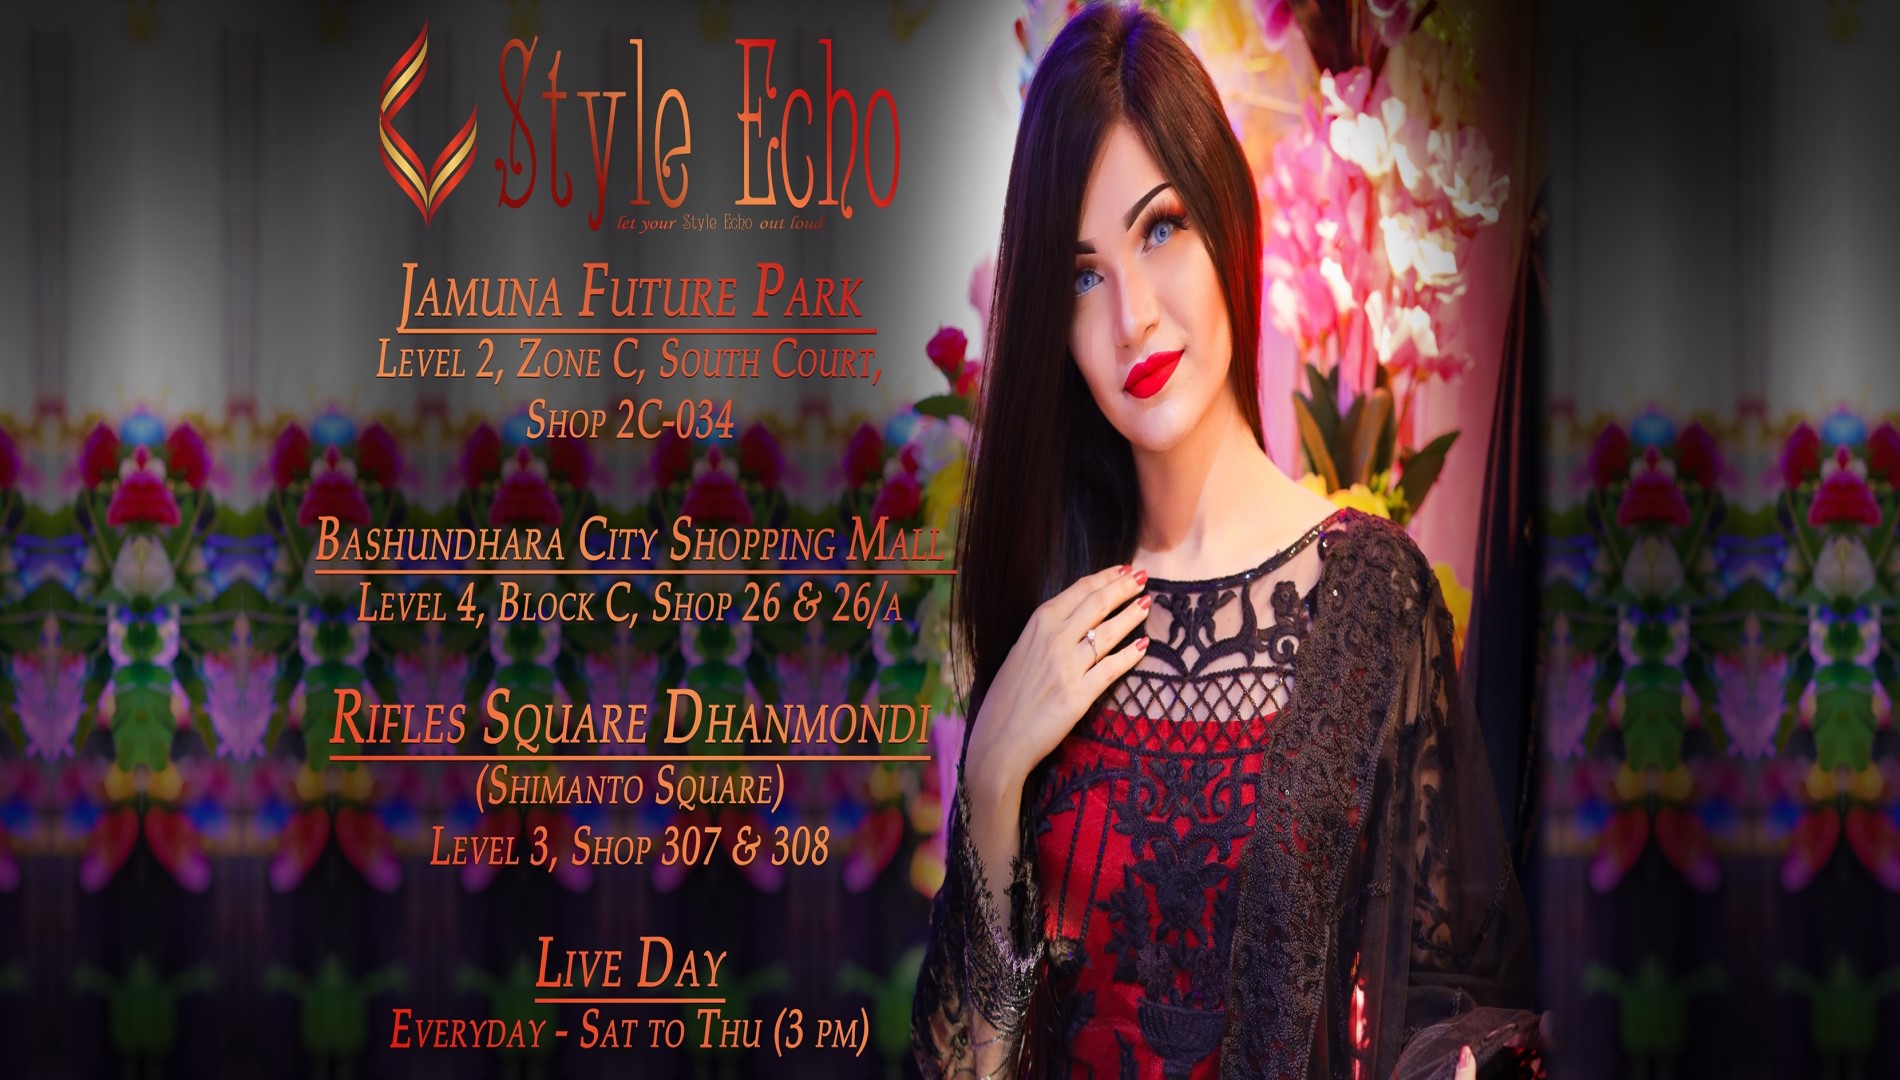 Style Echo
let your Style Echo out loud
Jamuna Future Park
Level 2, Zone C, South Court,
Shop 2C-034
Bashundhara City Shopping Mall
Level 4, Block C, Shop 26 & 26/A
Rifles Square Dhanmondi
(Shimanto Square)
Level 3, Shop 307 & 308
Live Day
Everyday - Sat to Thu (3 pm)